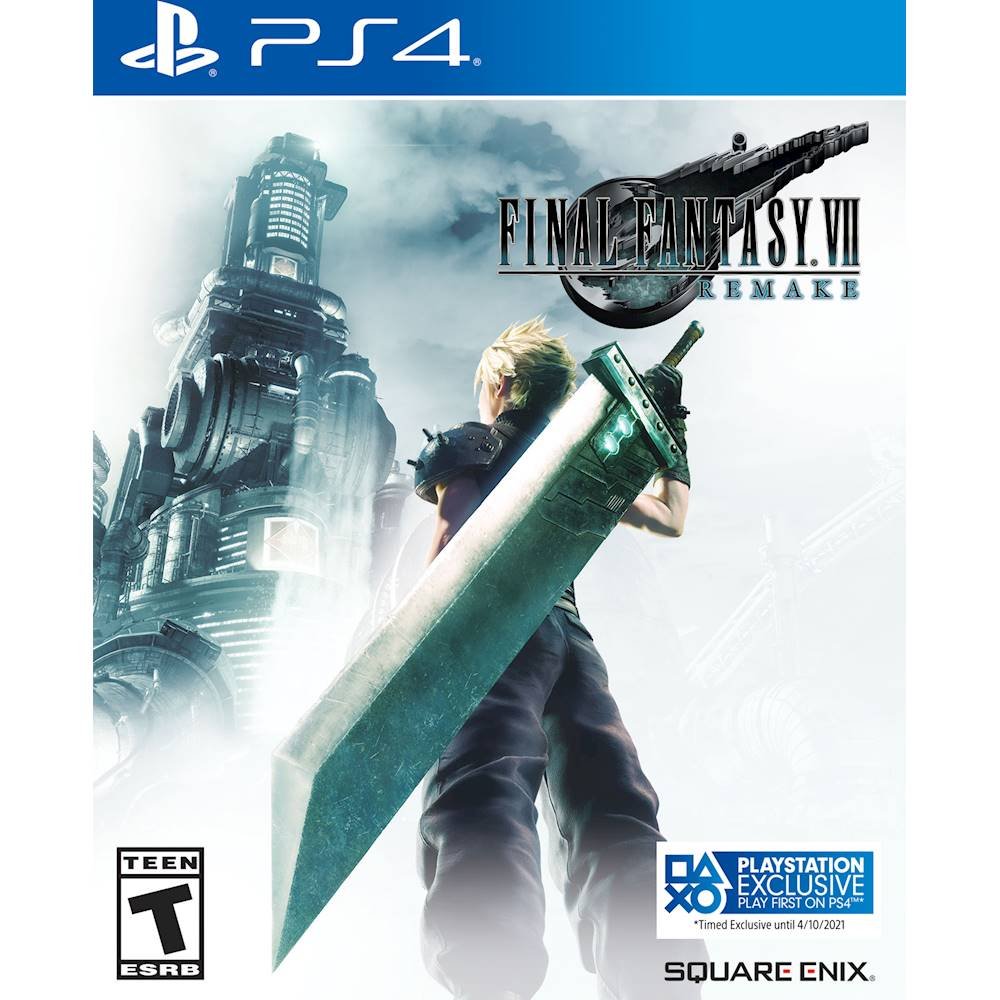 PS4
FINAL FANTASY VII
REMAKE
TEEN
T
ESRB
PLAYSTATION
EXCLUSIVE
PLAY FIRST ON PS4™*
*Timed Exclusive until 4/10/2021
SQUARE ENIX